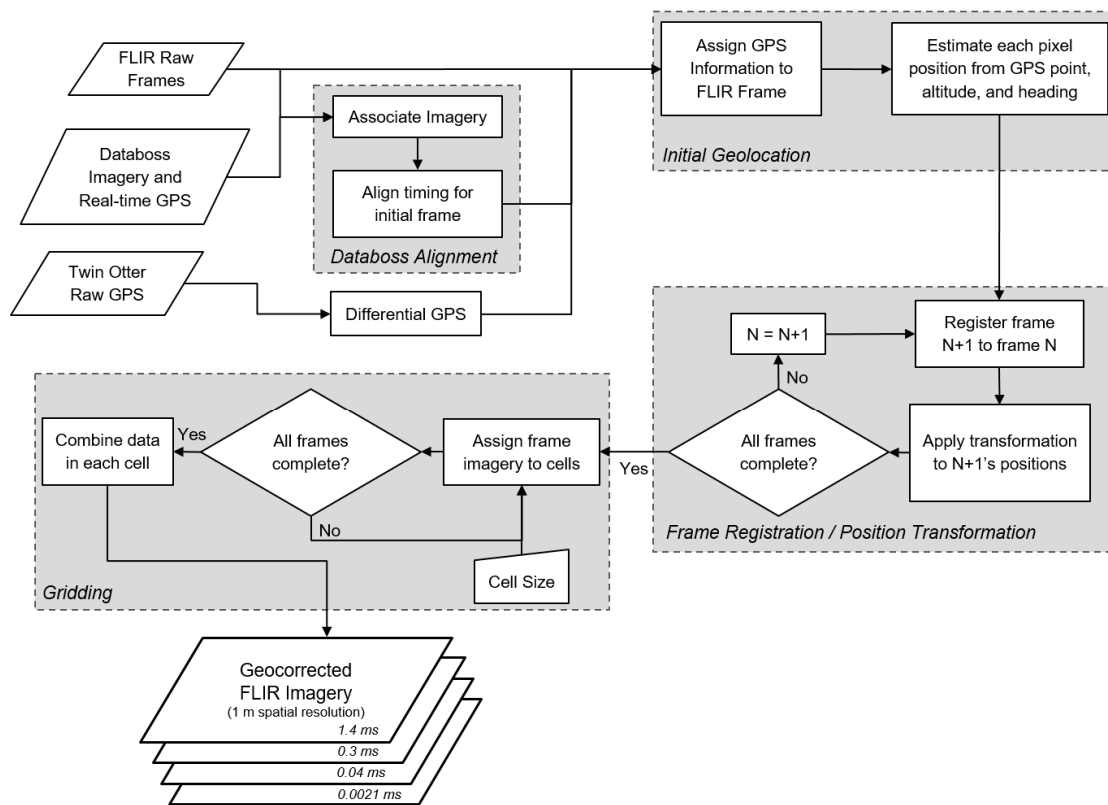 FLIR Raw
Frames
Databoss
Imagery and
Real-time GPS
Twin Otter
Raw GPS
Associate Imagery
Align timing for
initial frame
Databoss Alignment
Differential GPS
Assign GPS
Information to
FLIR Frame
Estimate each pixel
position from GPS point,
altitude, and heading
Initial Geolocation
N = N+1
Register frame
N+1 to frame N
No
All frames
complete?
Apply transformation
to N+1's positions
Yes
Frame Registration / Position Transformation
Assign frame
imagery to cells
All frames
complete?
Yes
Combine data
in each cell
No
Cell Size
Gridding
Geocorrected
FLIR Imagery
(1 m spatial resolution)
1.4 ms
0.3 ms
0.04 ms
0.0021 ms